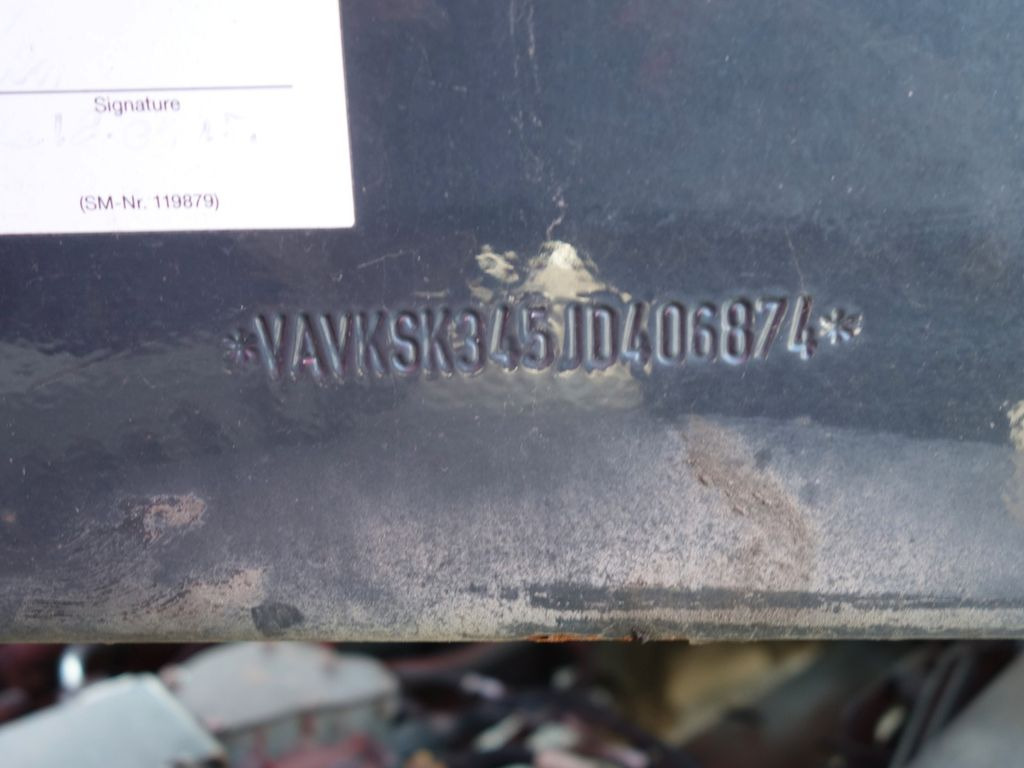 Signature
(SM-Nr. 119879)
*VAVKSK345JD406874*